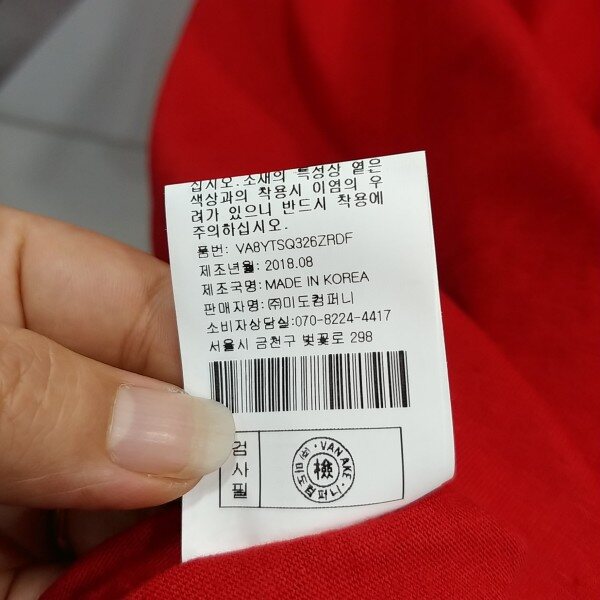 십시오.소재의 특성상 옅은
색상과의 착용시 이염의 우
려가 있으니 반드시 착용에
주의하십시오.
품번: VA8YTSQ326ZRDF
제조년월: 2018.08
제조국명: MADE IN KOREA
판매자명: ㈜미도컴퍼니
소비자상담실:070-8224-4417
서울시 금천구 벚꽃로 298
검사필
VAN AKE
㈜미도컴퍼니
檢